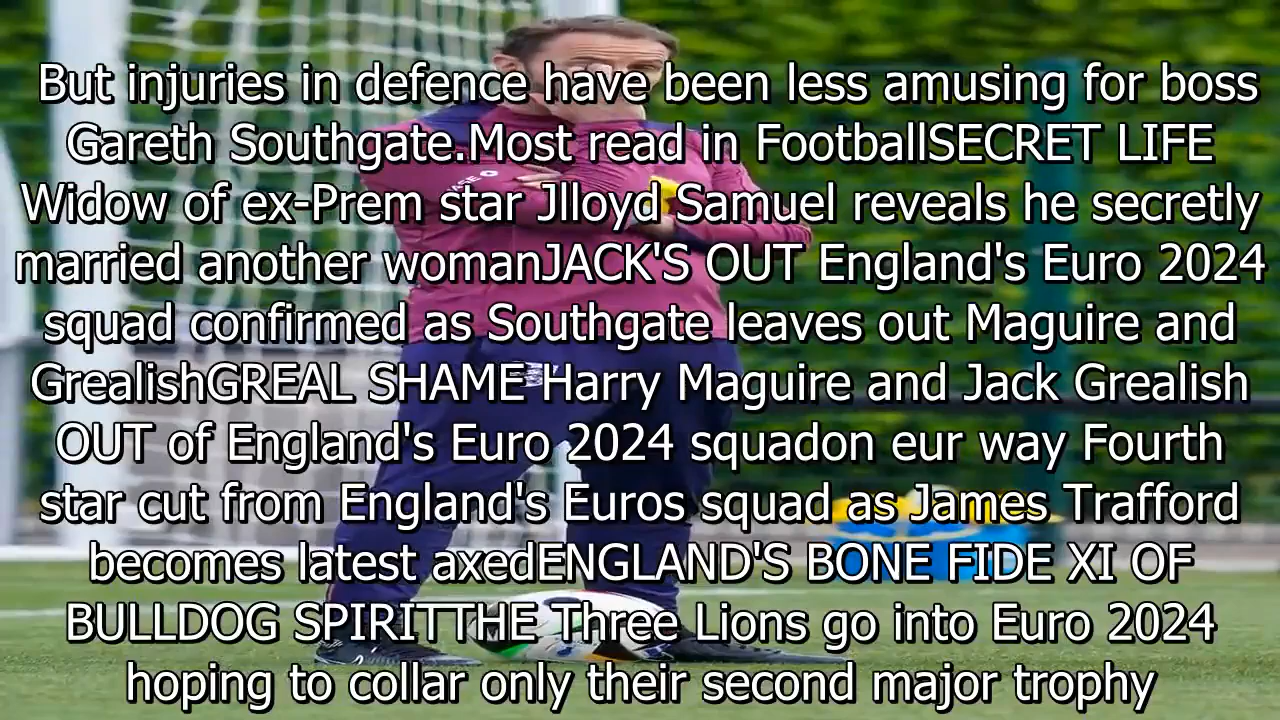 But injuries in defence have been less amusing for boss
Gareth Southgate.Most read in FootballSECRET LIFE
Widow of ex-Prem star Jlloyd Samuel reveals he secretly
married another womanJACK'S OUT England's Euro 2024
squad confirmed as Southgate leaves out Maguire and
GrealishGREAL SHAME Harry Maguire and Jack Grealish
OUT of England's Euro 2024 squadon eur way Fourth
star cut from England's Euros squad as James Trafford
becomes latest axedENGLAND'S BONE FIDE XI OF
BULLDOG SPIRITTHE Three Lions go into Euro 2024
hoping to collar only their second major trophy